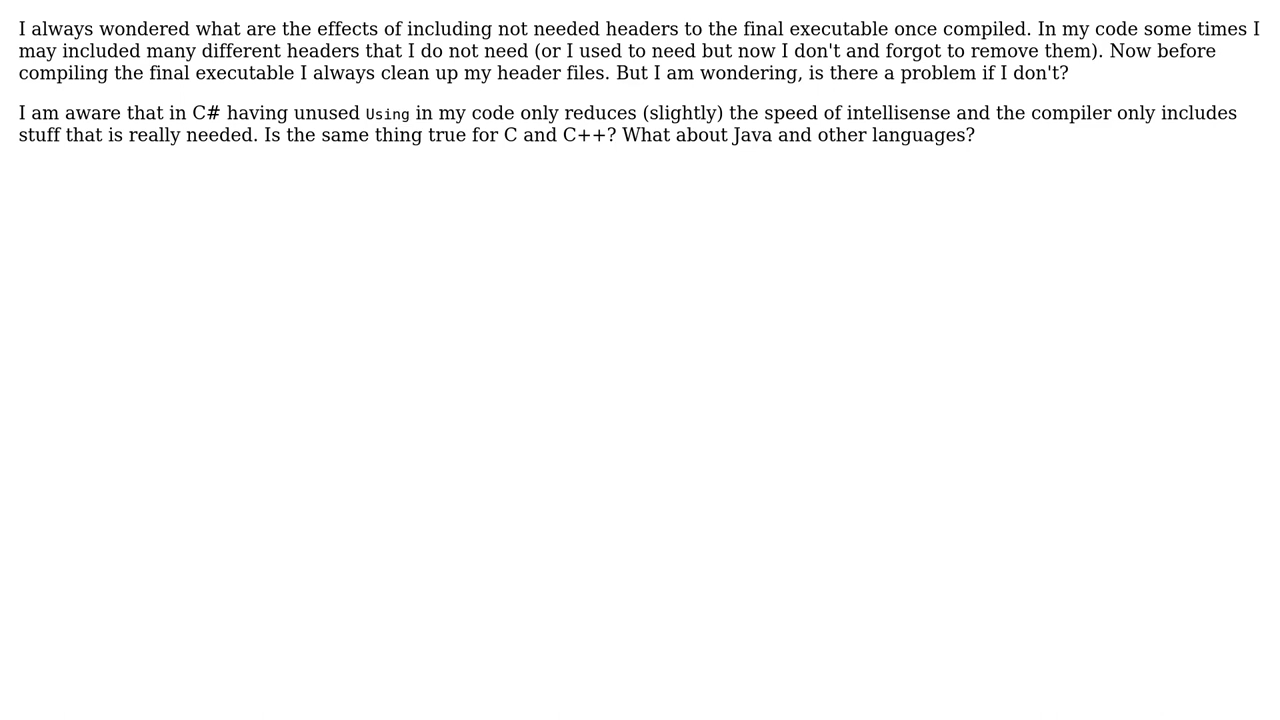 I always wondered what are the effects of including not needed headers to the final executable once compiled. In my code some times I
may included many different headers that I do not need (or I used to need but now I don't and forgot to remove them). Now before
compiling the final executable I always clean up my header files. But I am wondering, is there a problem if I don't?
I am aware that in C# having unused Using in my code only reduces (slightly) the speed of intellisense and the compiler only includes
stuff that is really needed. Is the same thing true for C and C++? What about Java and other languages?